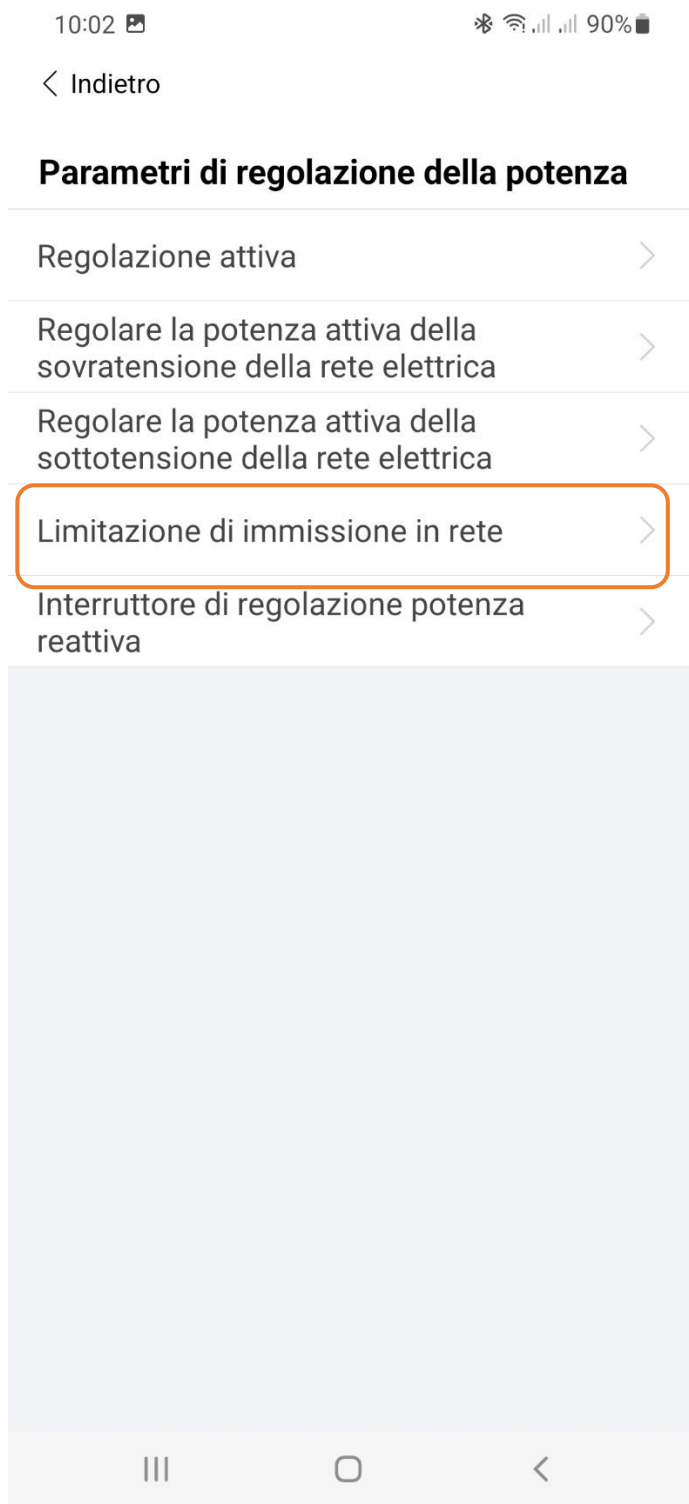 10:02 90%
Indietro
Parametri di regolazione della potenza
Regolazione attiva
Regolare la potenza attiva della
sovratensione della rete elettrica
Regolare la potenza attiva della
sottotensione della rete elettrica
Limitazione di immissione in rete
Interruttore di regolazione potenza
reattiva